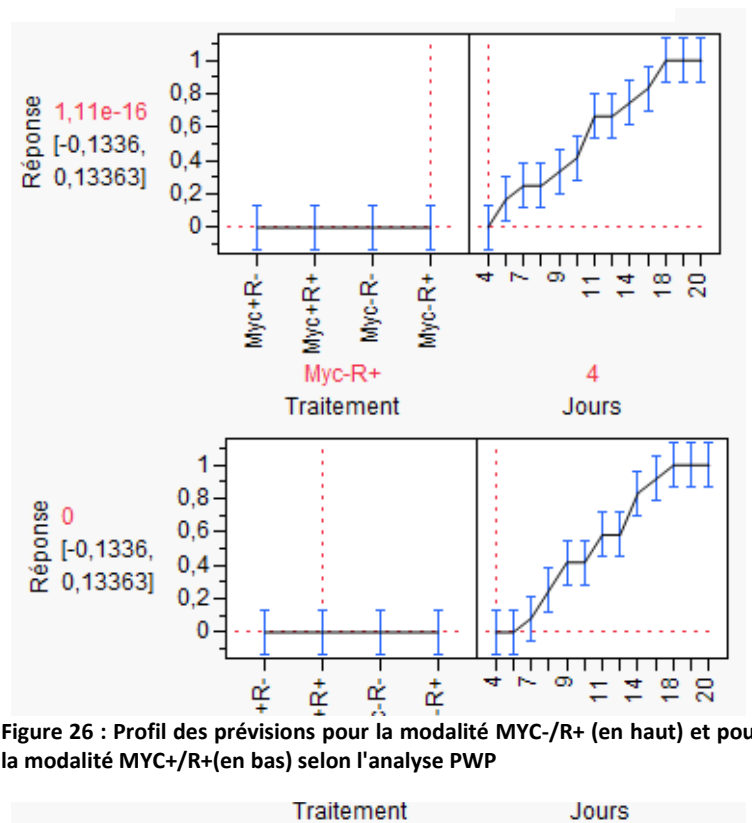 1
0,8
0,6
0,4
0,2
0
Réponse
1,11e-16
[-0,1336,
0,13363]
Myc+R- Myc+R+ Myc-R- Myc-R+
4 7 9 11 14 18 20
Myc-R+ 4
Traitement Jours
1
0,8
0,6
0,4
0,2
0
Réponse
0
[-0,1336,
0,13363]
+R- +R+ c-R- -R+
4 7 9 11 14 18 20
Figure 26 : Profil des prévisions pour la modalité MYC-/R+ (en haut) et pou
la modalité MYC+/R+(en bas) selon l'analyse PWP
Traitement Jours